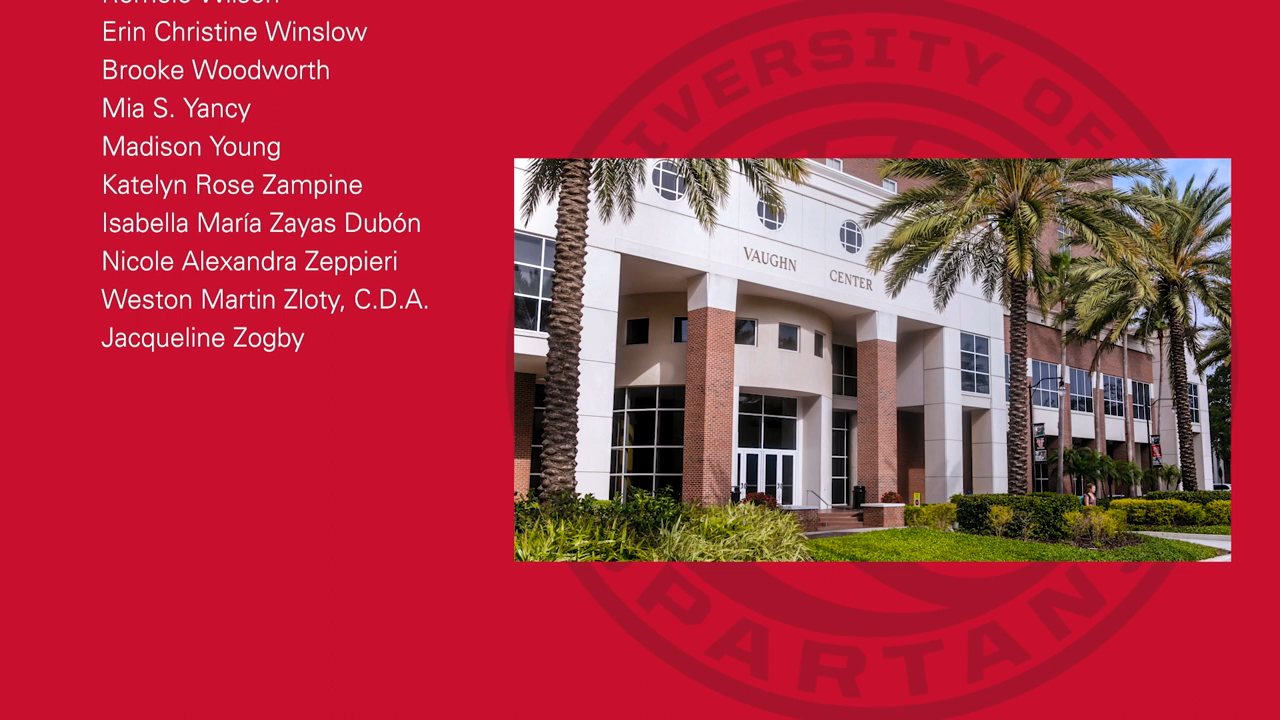 Erin Christine Winslow
Brooke Woodworth
Mia S. Yancy
Madison Young
Katelyn Rose Zampine
Isabella María Zayas Dubón
Nicole Alexandra Zeppieri
Weston Martin Zloty, C.D.A.
Jacqueline Zogby
OF
VAUGHN CENTER